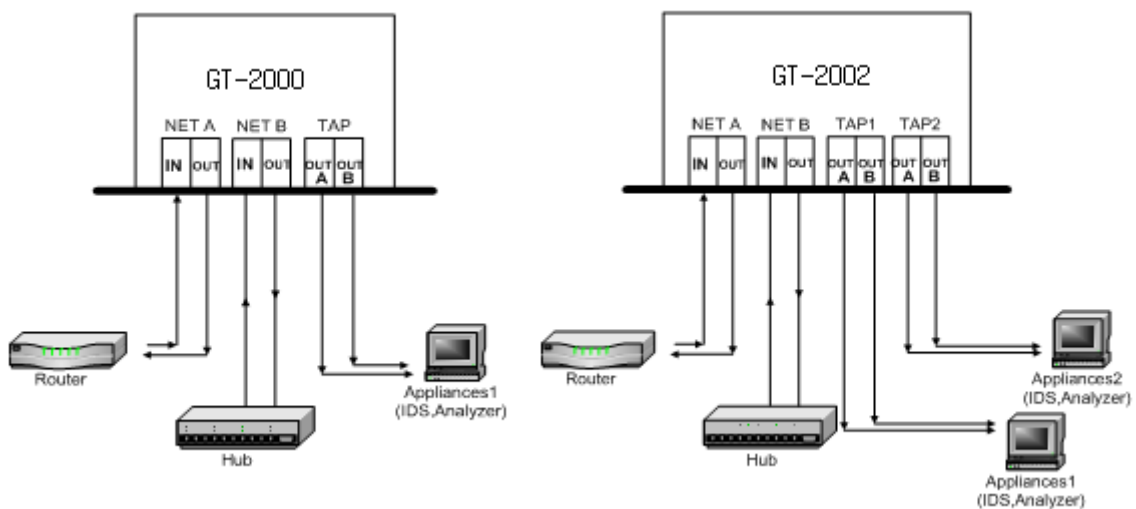 GT-2000
NET A NET B TAP
IN OUT IN OUT OUT A OUT B
Router
Appliances1
(IDS,Analyzer)
Hub
GT-2002
NET A NET B TAP1 TAP2
IN OUT IN OUT OUT A OUT B OUT A OUT B
Router
Appliances2
(IDS,Analyzer)
Hub
Appliances1
(IDS,Analyzer)